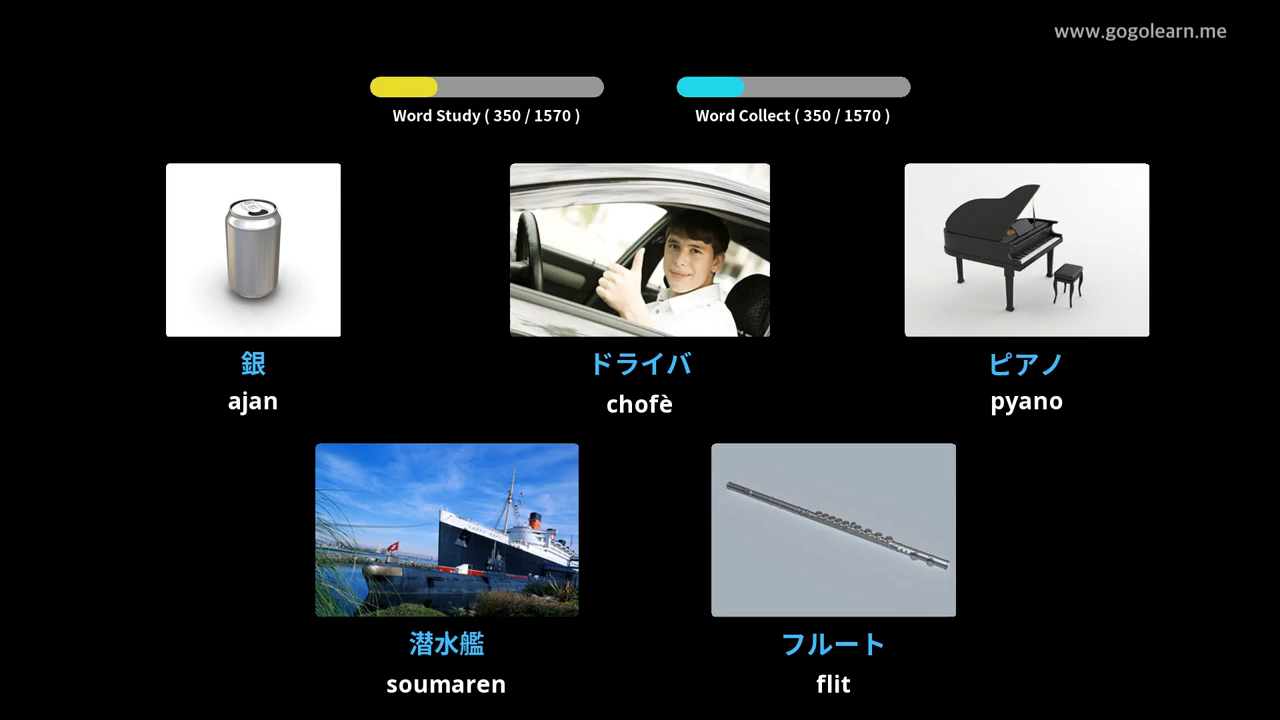 www.gogolearn.me
Word Study ( 350 / 1570 )
Word Collect ( 350 / 1570 )
銀
ajan
ドライバ
chofè
ピアノ
pyano
潜水艦
soumaren
フルート
flit